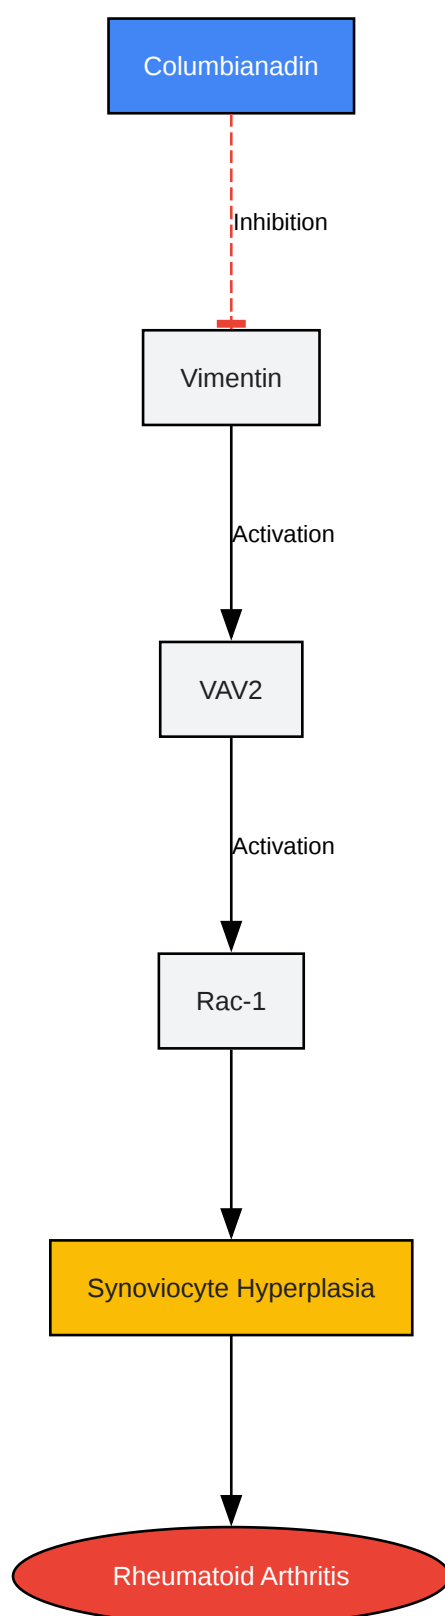 Columbianadin
Inhibition
Vimentin
Activation
VAV2
Activation
Rac-1
Synoviocyte Hyperplasia
Rheumatoid Arthritis